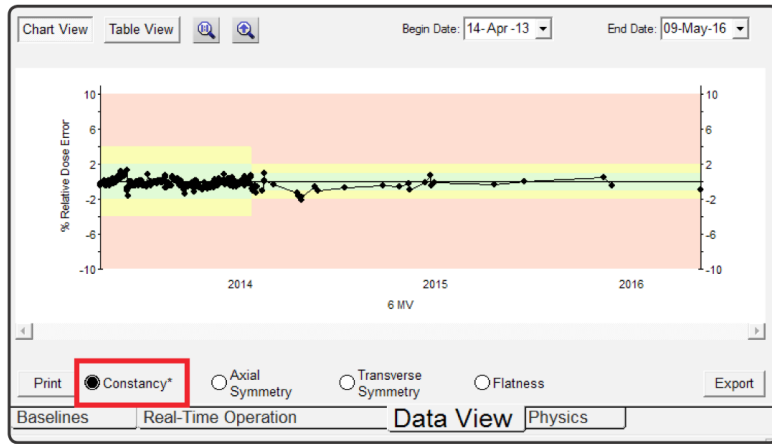 Chart View Table View Begin Date: 14-Apr-13 End Date: 09-May-16
10 10
% Relative Dose Error
6 6
2 2
-2 -2
-6 -6
-10 -10
2014 2015 2016
6 MV
Print Constancy* Axial Symmetry Transverse Symmetry Flatness Export
Baselines Real-Time Operation Data View Physics